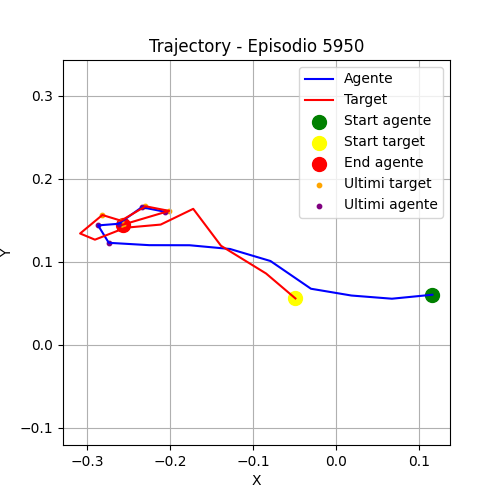 Trajectory - Episodio 5950
Agente
Target
Start agente
Start target
End agente
Ultimi target
Ultimi agente
0.3
0.2
0.1
0.0
−0.1
Y
−0.3
−0.2
−0.1
0.0
0.1
X